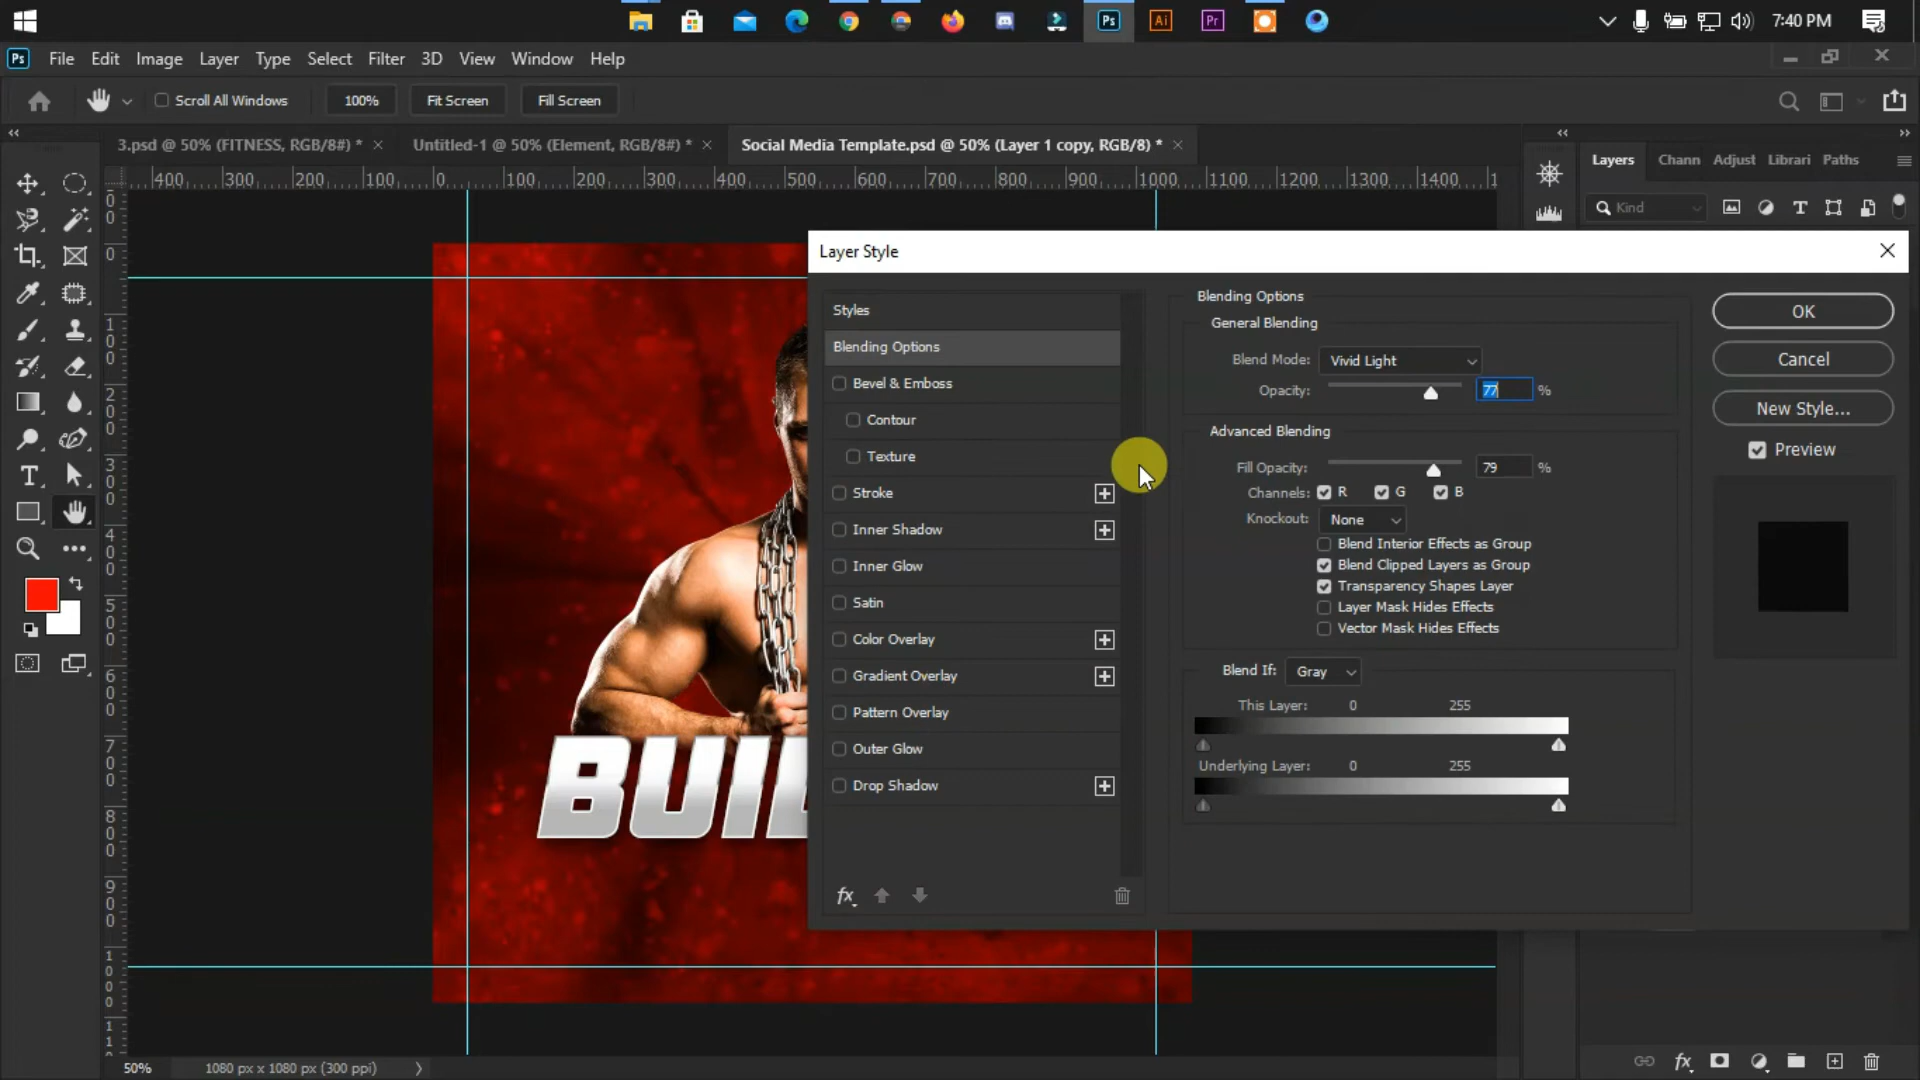 Ps Ai Pr 7:40 PM
Ps File Edit Image Layer Type Select Filter 3D View Window Help
Scroll All Windows 100% Fit Screen Fill Screen
3.psd @ 50% (FITNESS, RGB/8#) * × Untitled-1 @ 50% (Element, RGB/8#) * × Social Media Template.psd @ 50% (Layer 1 copy, RGB/8) * ×
Layers Chann Adjust Librari Paths
400 300 200 100 0 100 200 300 400 500 600 700 800 900 1000 1100 1200 1300 1400 1
Kind
Layer Style
Styles
Blending Options
Bevel & Emboss
Contour
Texture
Stroke
Inner Shadow
Inner Glow
Satin
Color Overlay
Gradient Overlay
Pattern Overlay
Outer Glow
Drop Shadow
fx
Blending Options
General Blending
Blend Mode: Vivid Light
Opacity: 77 %
Advanced Blending
Fill Opacity: 79 %
Channels: R G B
Knockout: None
Blend Interior Effects as Group
Blend Clipped Layers as Group
Transparency Shapes Layer
Layer Mask Hides Effects
Vector Mask Hides Effects
Blend If: Gray
This Layer: 0 255
Underlying Layer: 0 255
OK
Cancel
New Style...
Preview
BUIL
50% 1080 px x 1080 px (300 ppi)
fx